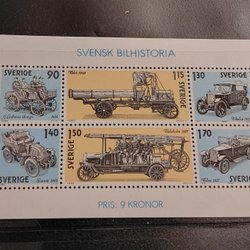 SVENSK BILHISTORIA
SVERIGE 90
1.15 SVERIGE
SVERIGE 1.30
SVERIGE 1.40
SVERIGE 1.50
SVERIGE 1.70
PRIS: 9 KRONOR